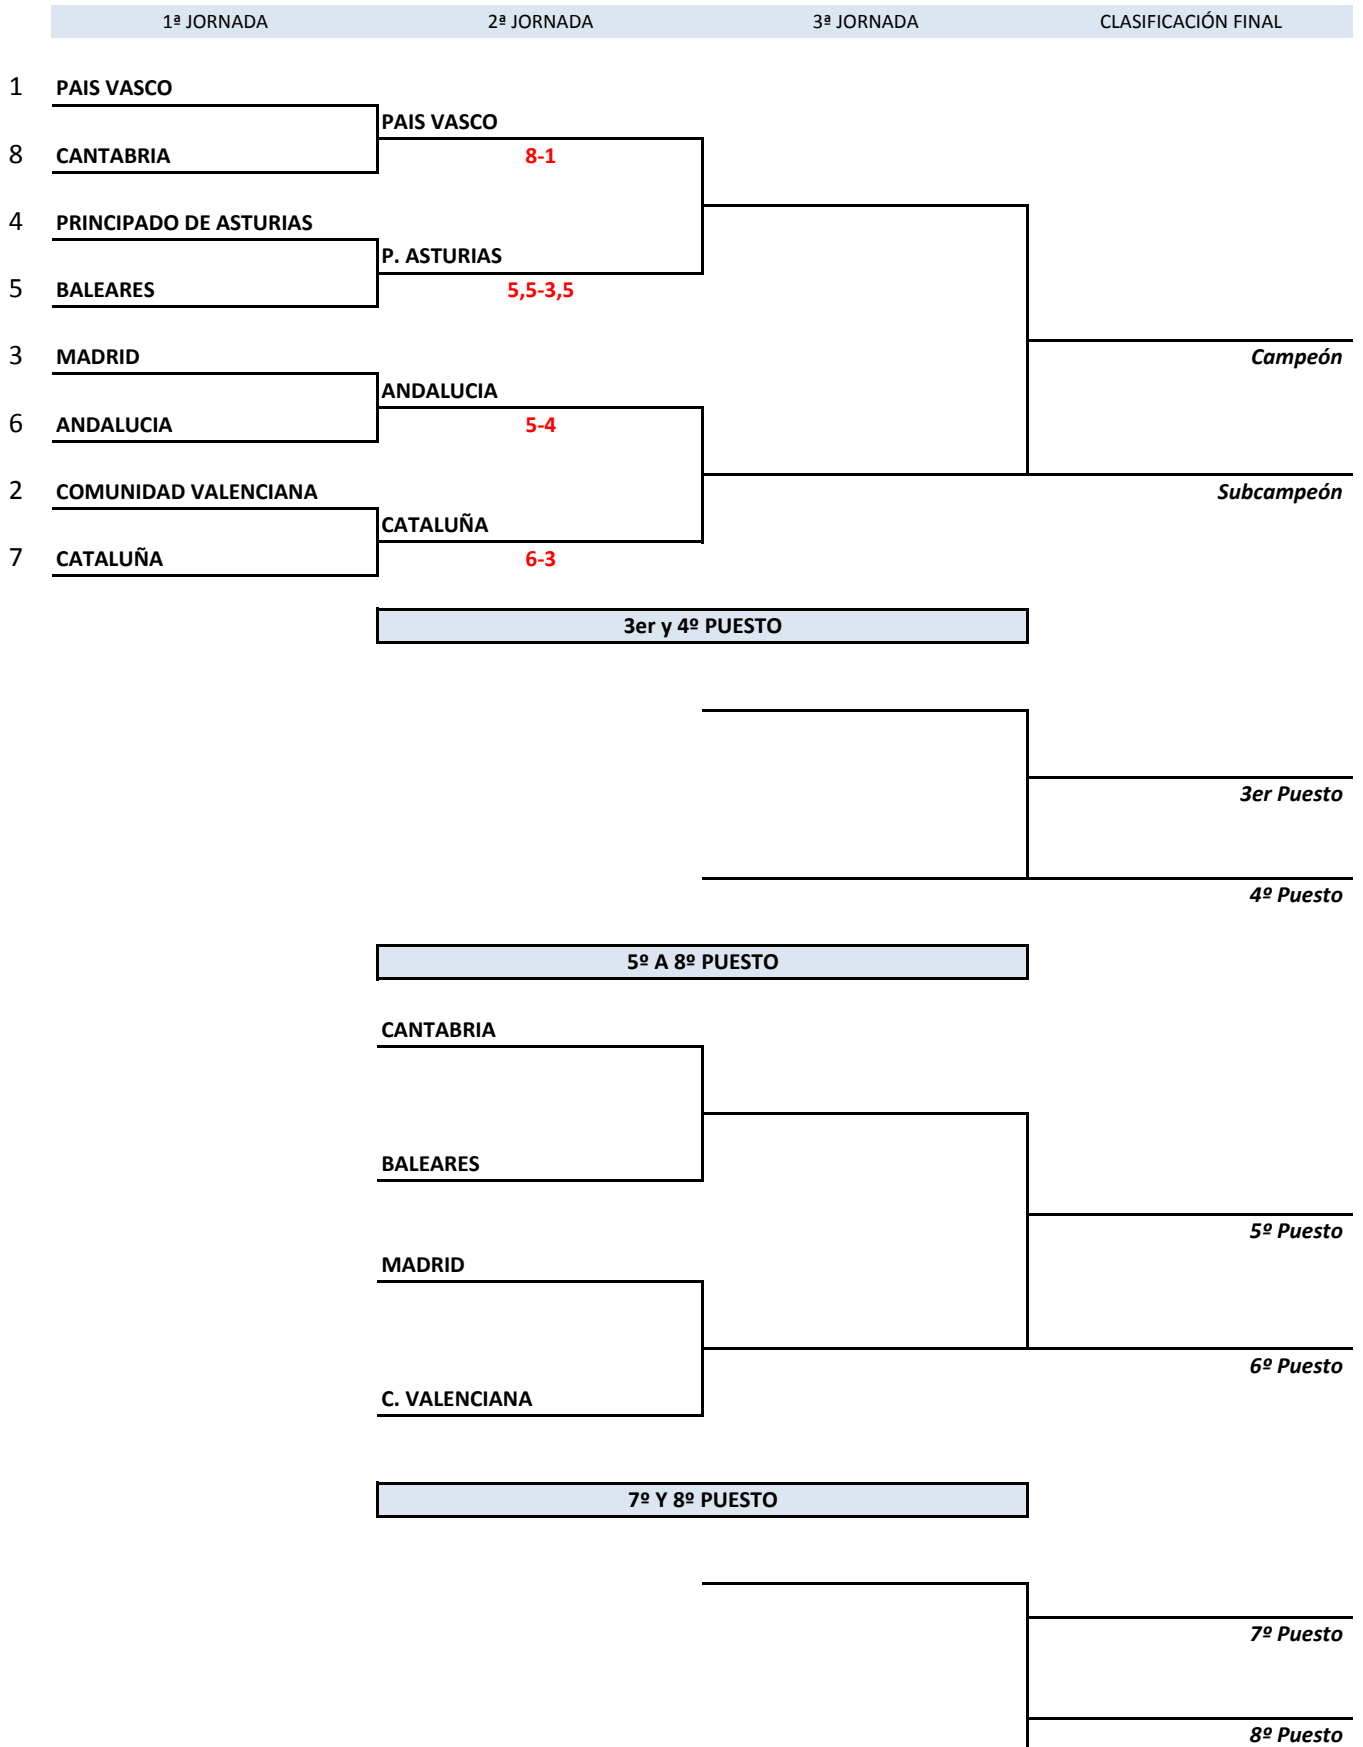 1ª JORNADA 2ª JORNADA 3ª JORNADA CLASIFICACIÓN FINAL
1 PAIS VASCO
PAIS VASCO
8 CANTABRIA 8-1
4 PRINCIPADO DE ASTURIAS
P. ASTURIAS
5 BALEARES 5,5-3,5
3 MADRID Campeón
ANDALUCIA
6 ANDALUCIA 5-4
2 COMUNIDAD VALENCIANA Subcampeón
CATALUÑA
7 CATALUÑA 6-3
3er y 4º PUESTO
3er Puesto
4º Puesto
5º A 8º PUESTO
CANTABRIA
BALEARES
5º Puesto
MADRID
6º Puesto
C. VALENCIANA
7º Y 8º PUESTO
7º Puesto
8º Puesto